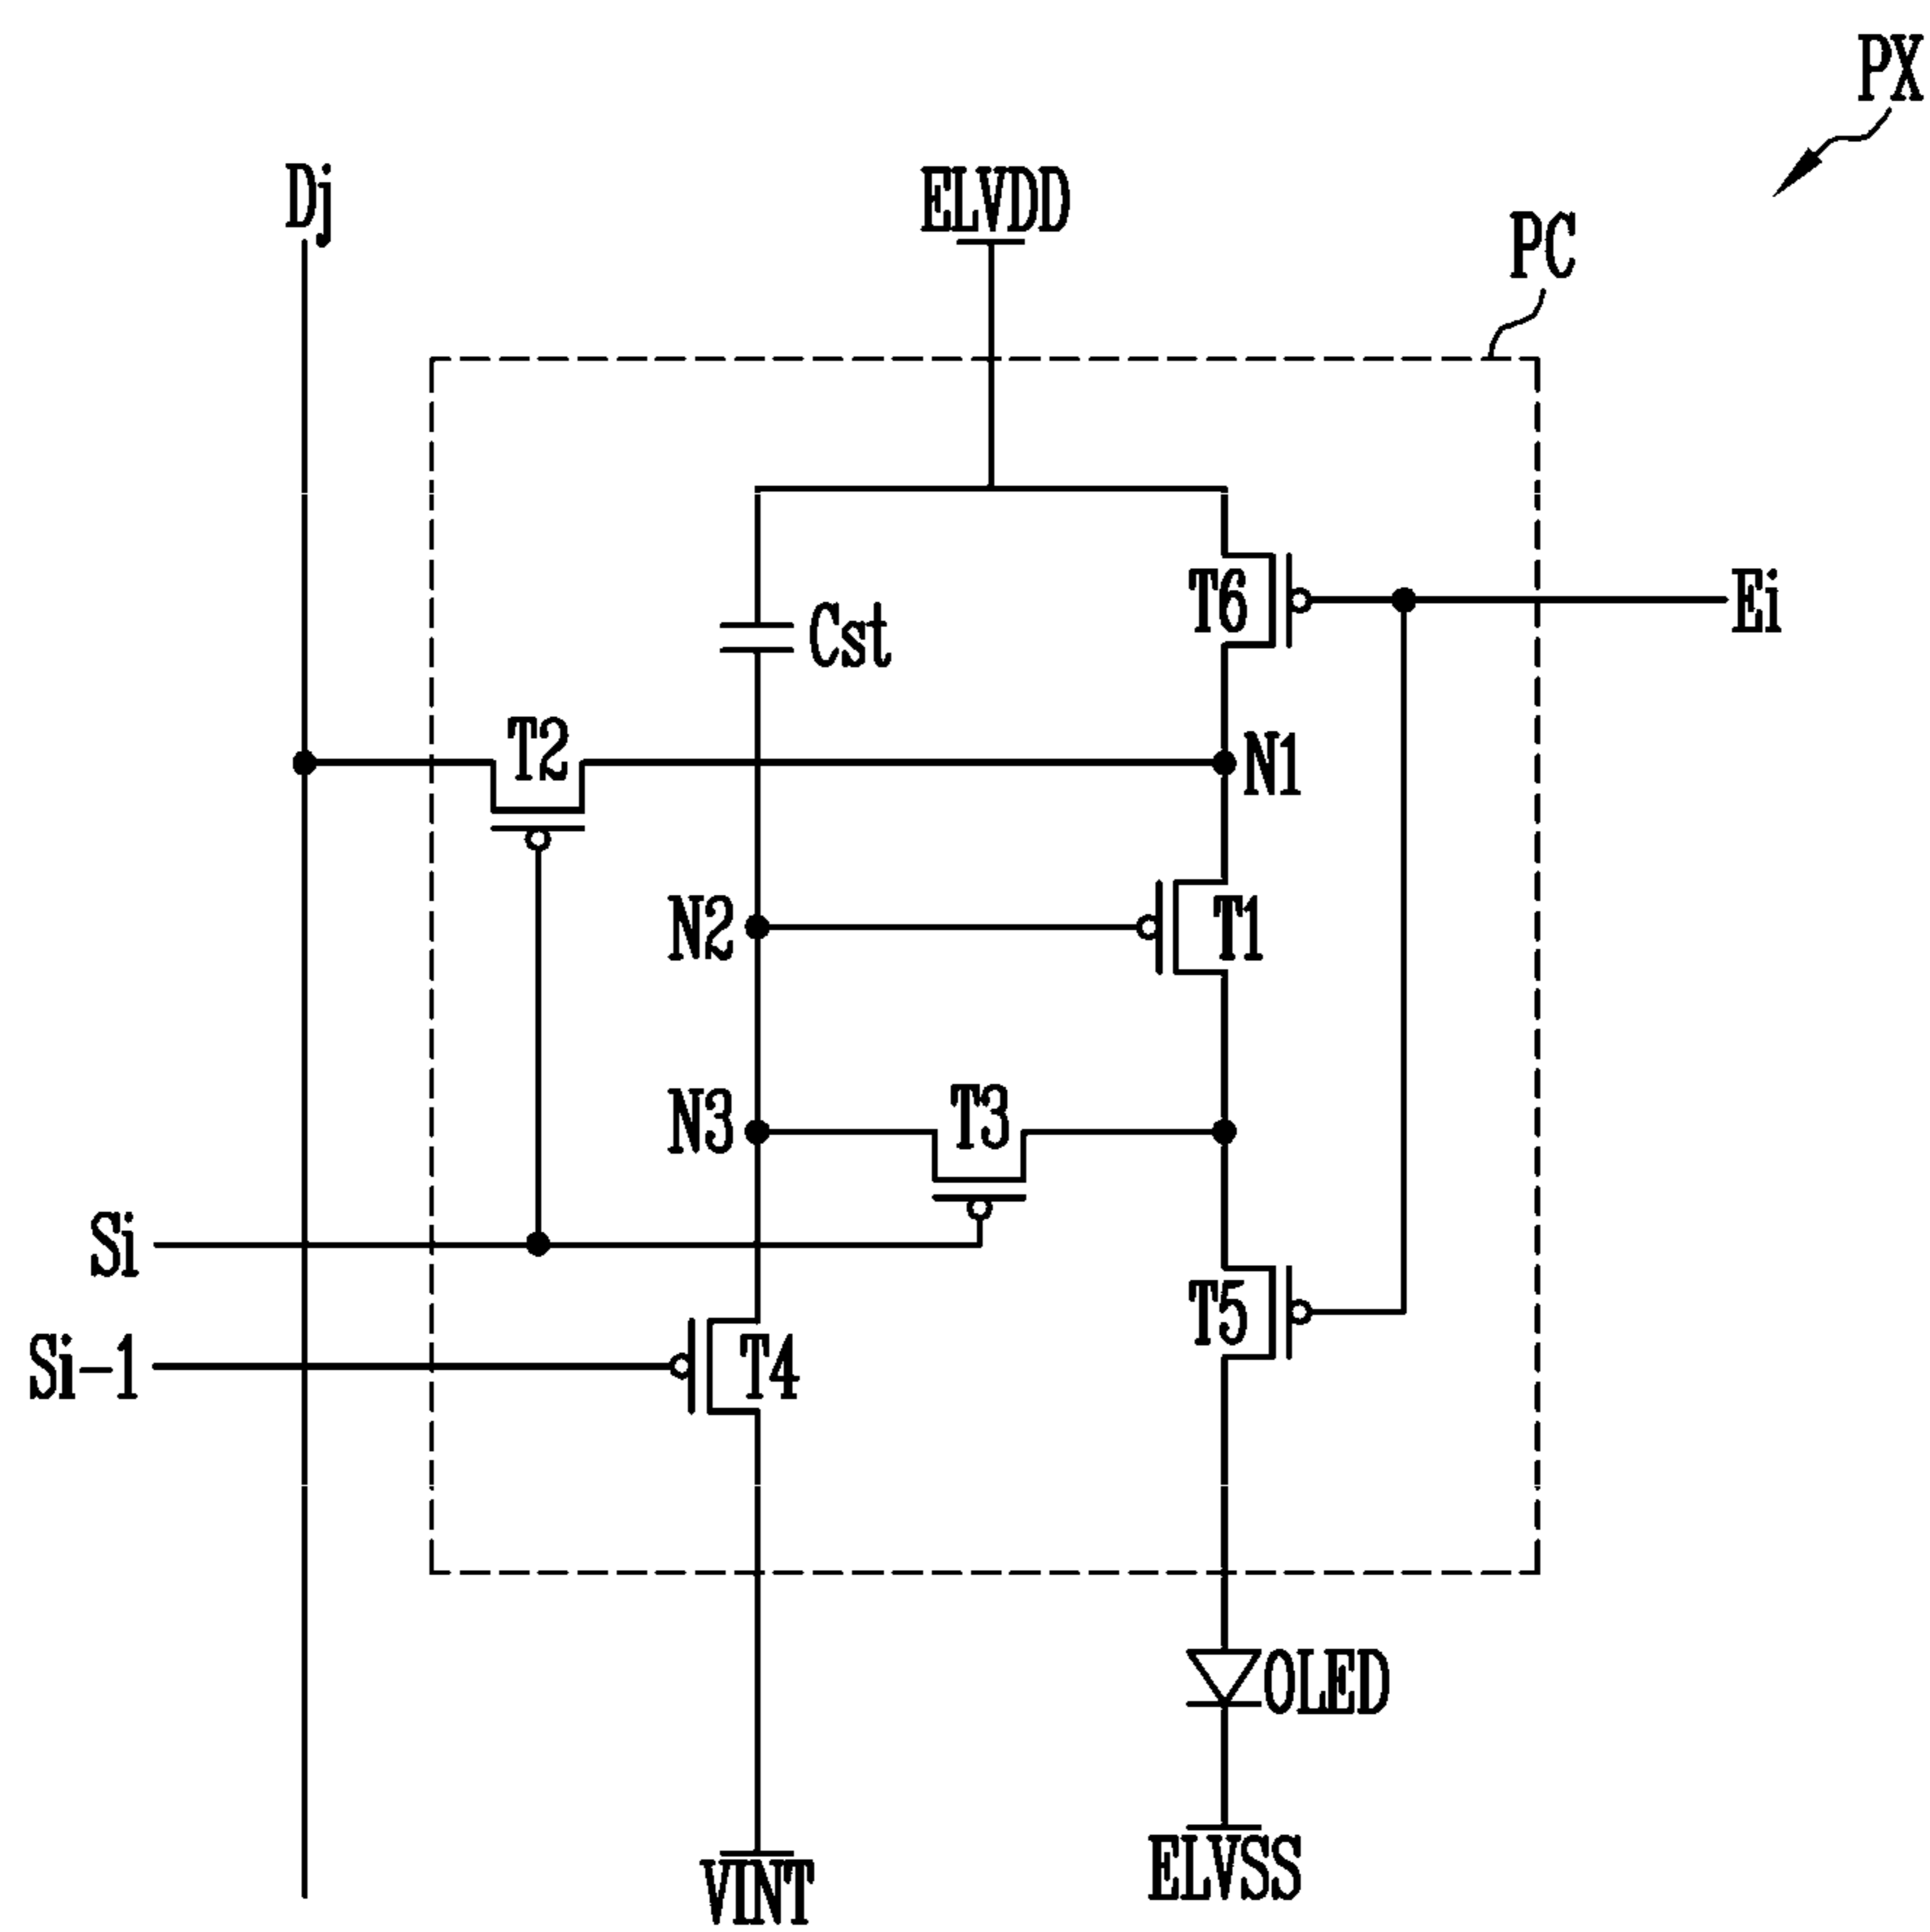 PX
Dj
ELVDD
PC
T6
Ei
Cst
T2
N1
N2
T1
N3
T3
Si
T5
Si-1
T4
OLED
ELVSS
VINT